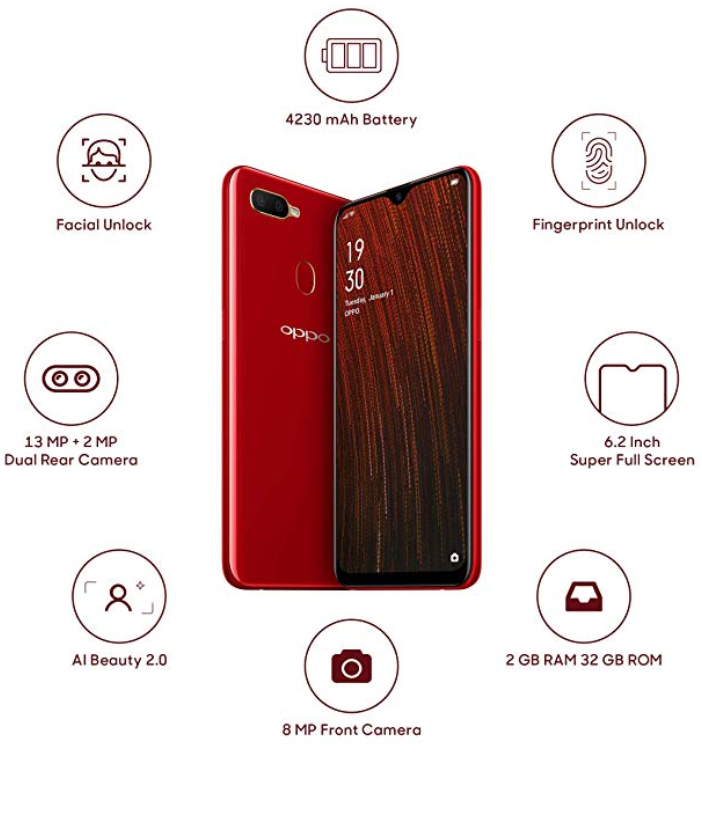 4230 mAh Battery
Facial Unlock
Fingerprint Unlock
19
30
Tuesday, January 1
OPPO
oppo
13 MP + 2 MP
Dual Rear Camera
6.2 Inch
Super Full Screen
AI Beauty 2.0
2 GB RAM 32 GB ROM
8 MP Front Camera